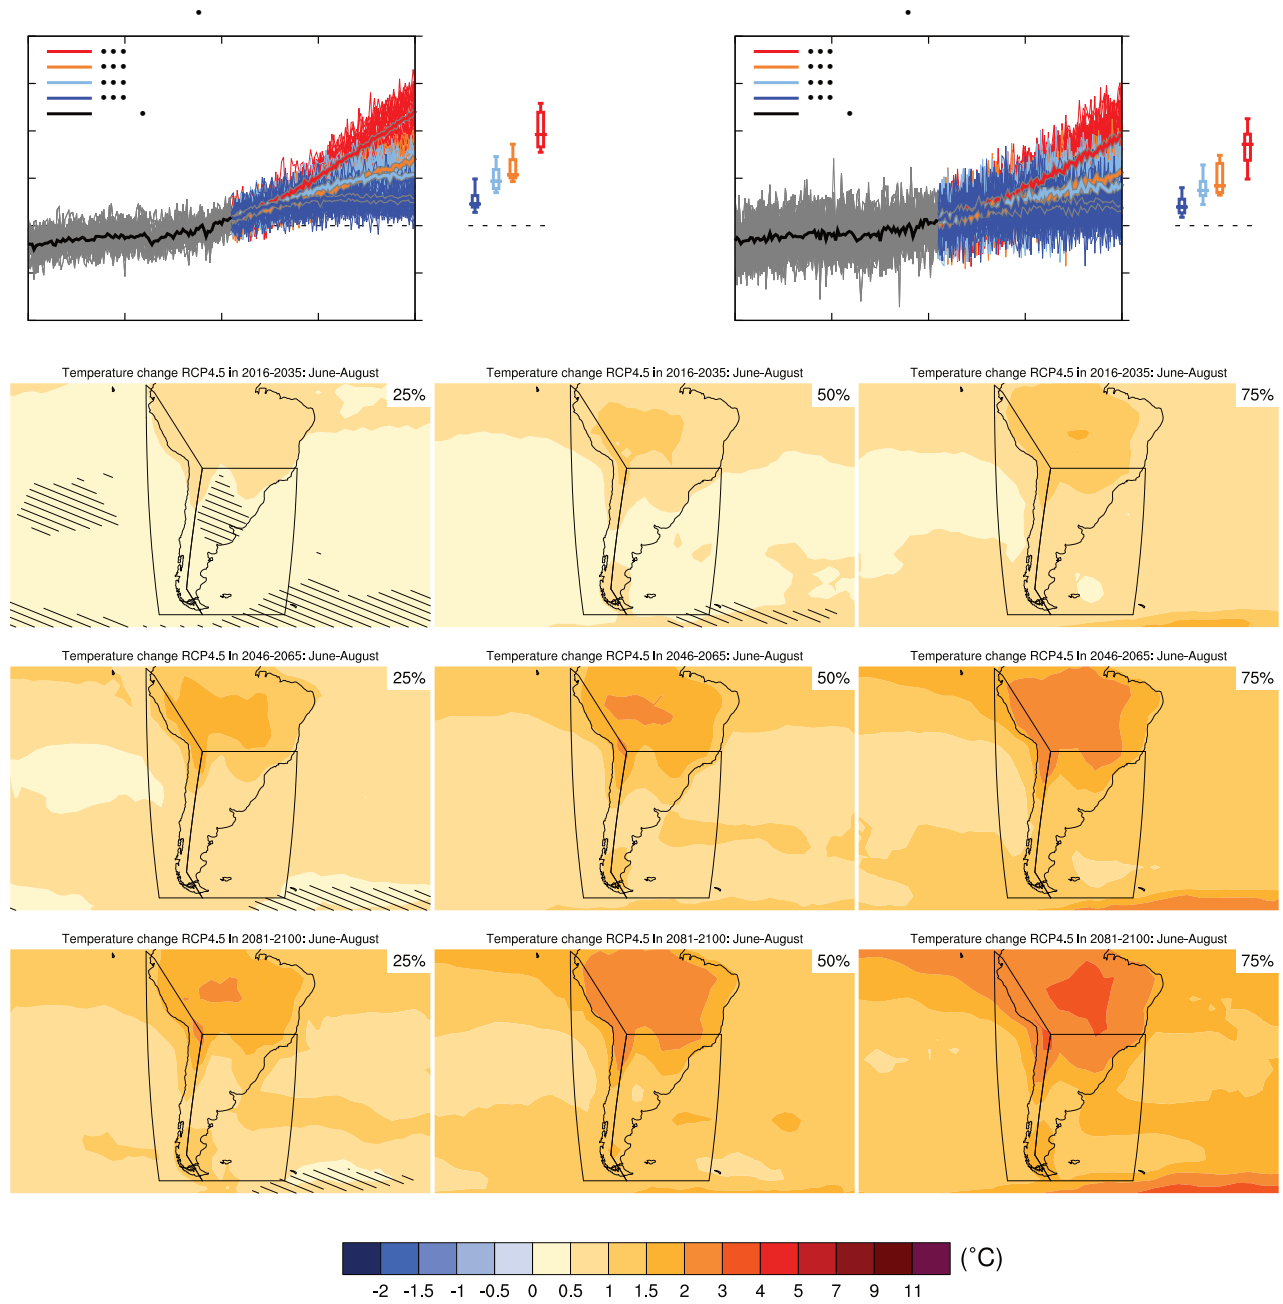 Temperature change RCP4.5 in 2016-2035: June-August
25%
Temperature change RCP4.5 in 2016-2035: June-August
50%
Temperature change RCP4.5 in 2016-2035: June-August
75%
Temperature change RCP4.5 in 2046-2065: June-August
25%
Temperature change RCP4.5 in 2046-2065: June-August
50%
Temperature change RCP4.5 in 2046-2065: June-August
75%
Temperature change RCP4.5 in 2081-2100: June-August
25%
Temperature change RCP4.5 in 2081-2100: June-August
50%
Temperature change RCP4.5 in 2081-2100: June-August
75%
(°C)
-2 -1.5 -1 -0.5 0 0.5 1 1.5 2 3 4 5 7 9 11